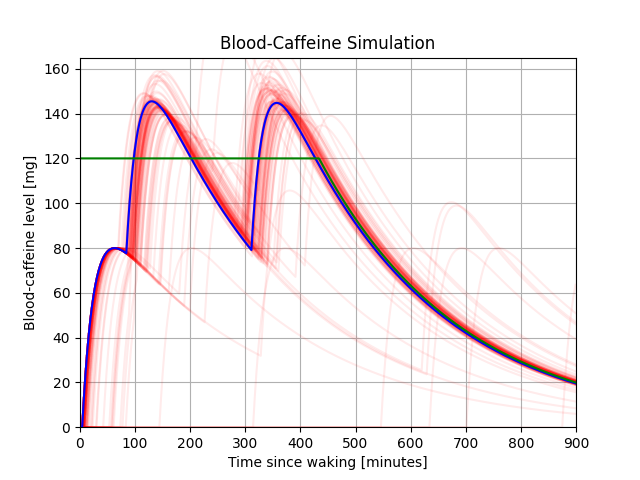 Blood-Caffeine Simulation
Blood-caffeine level [mg]
160
140
120
100
80
60
40
20
0
0 100 200 300 400 500 600 700 800 900
Time since waking [minutes]